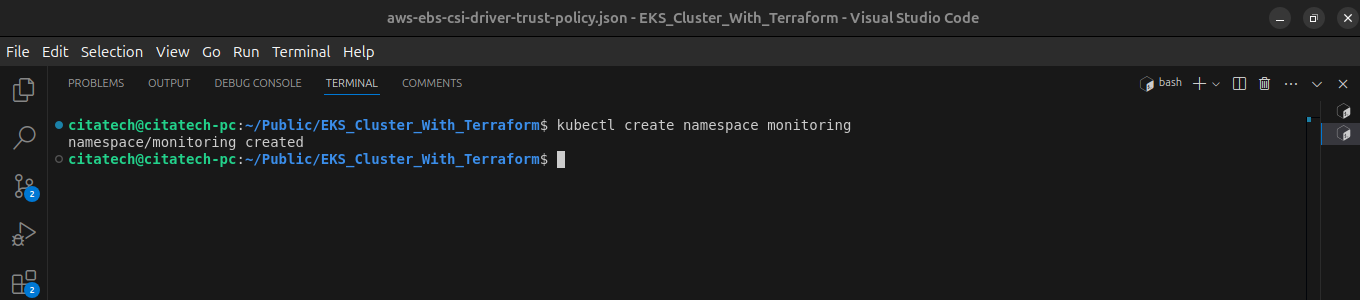 aws-ebs-csi-driver-trust-policy.json - EKS_Cluster_With_Terraform - Visual Studio Code
File Edit Selection View Go Run Terminal Help
PROBLEMS OUTPUT DEBUG CONSOLE TERMINAL COMMENTS bash
citatech@citatech-pc:~/Public/EKS_Cluster_With_Terraform$ kubectl create namespace monitoring
namespace/monitoring created
citatech@citatech-pc:~/Public/EKS_Cluster_With_Terraform$
2
2